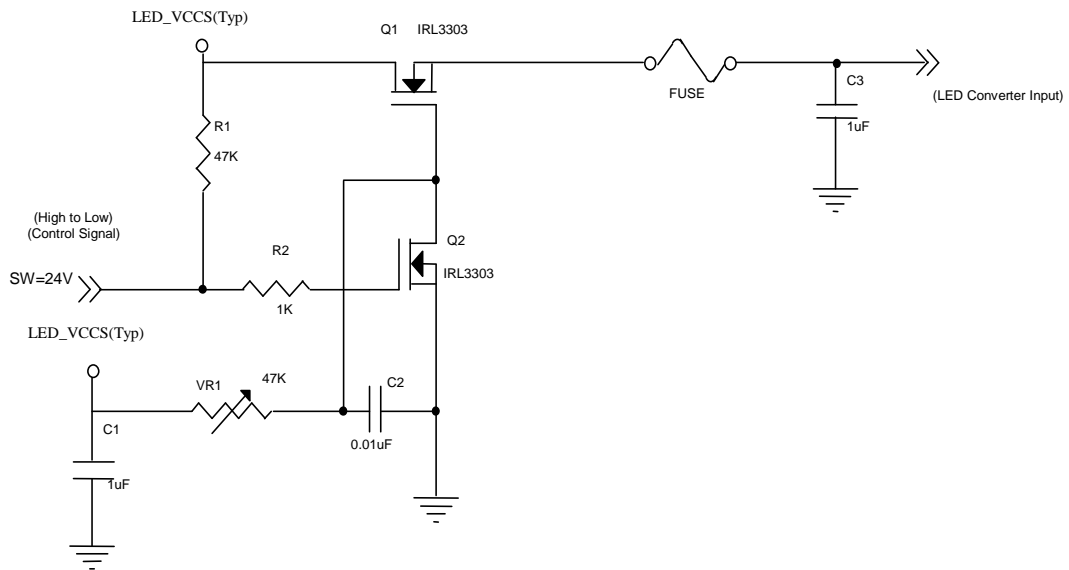 LED_VCCS(Typ)
Q1 IRL3303
FUSE
C3
1uF
(LED Converter Input)
R1
47K
(High to Low)
(Control Signal)
SW=24V
R2
1K
Q2
IRL3303
LED_VCCS(Typ)
VR1
47K
C2
0.01uF
C1
1uF